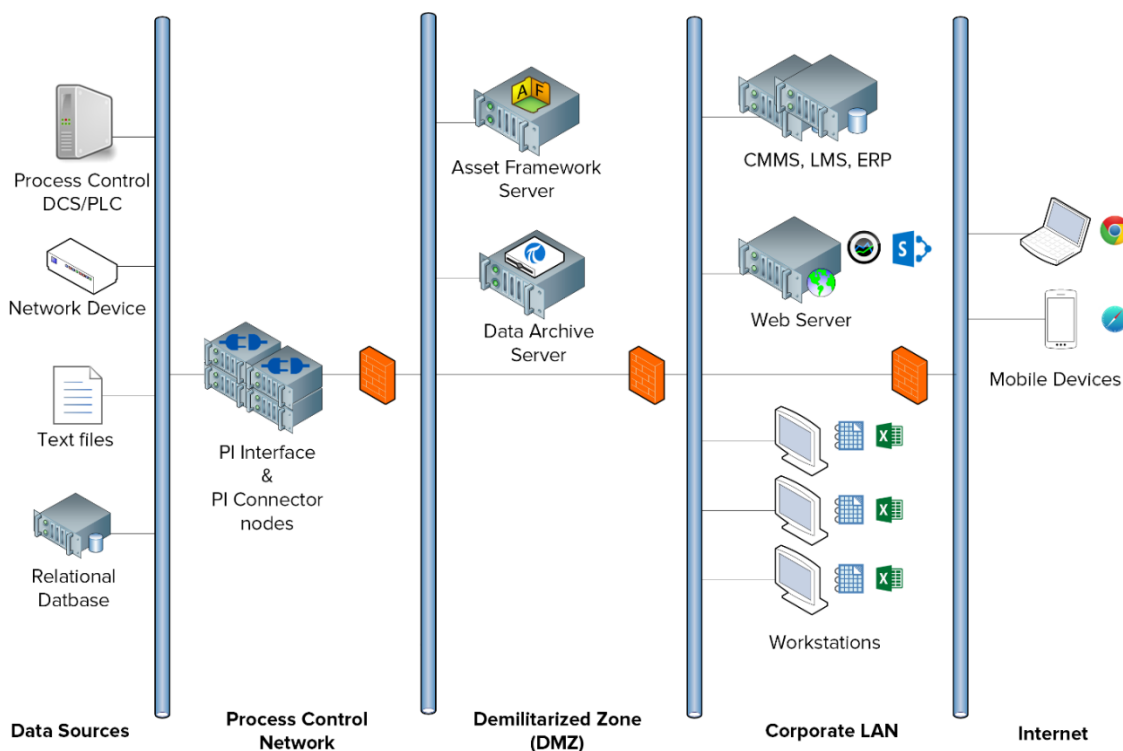 Process Control
DCS/PLC
Network Device
Text files
Relational
Datbase
PI Interface
&
PI Connector
nodes
A F
Asset Framework
Server
Data Archive
Server
CMMS, LMS, ERP
S
Web Server
X
X
X
Workstations
Mobile Devices
Data Sources
Process Control
Network
Demilitarized Zone
(DMZ)
Corporate LAN
Internet